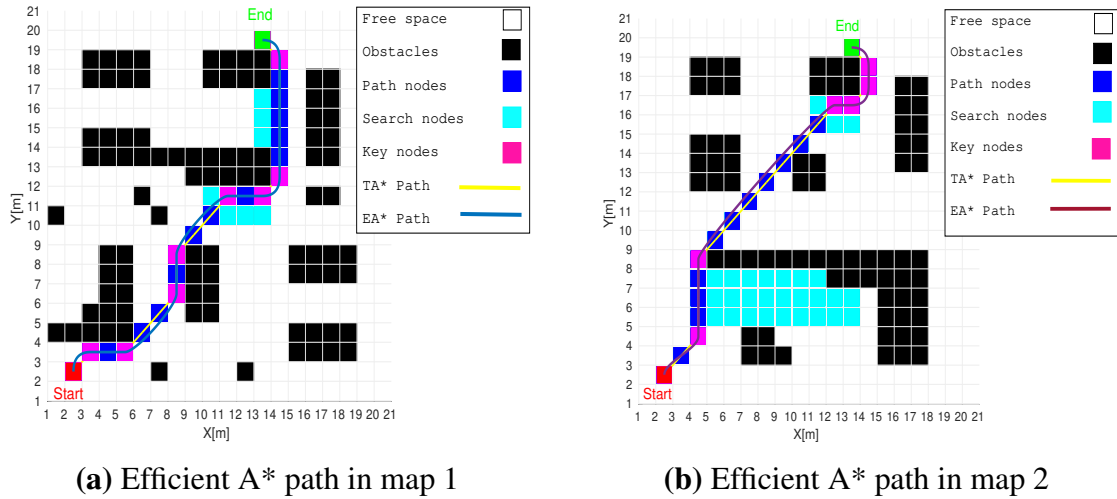 End
21
20
19
18
17
16
15
14
13
12
11
10
9
8
7
6
5
4
3
2
1
Y[m]
Start
1 2 3 4 5 6 7 8 9 10 11 12 13 14 15 16 17 18 19 20 21
X[m]
Free space
Obstacles
Path nodes
Search nodes
Key nodes
TA* Path
EA* Path
(a) Efficient A* path in map 1
End
21
20
19
18
17
16
15
14
13
12
11
10
9
8
7
6
5
4
3
2
1
Y[m]
Start
1 2 3 4 5 6 7 8 9 10 11 12 13 14 15 16 17 18 19 20 21
X[m]
Free space
Obstacles
Path nodes
Search nodes
Key nodes
TA* Path
EA* Path
(b) Efficient A* path in map 2